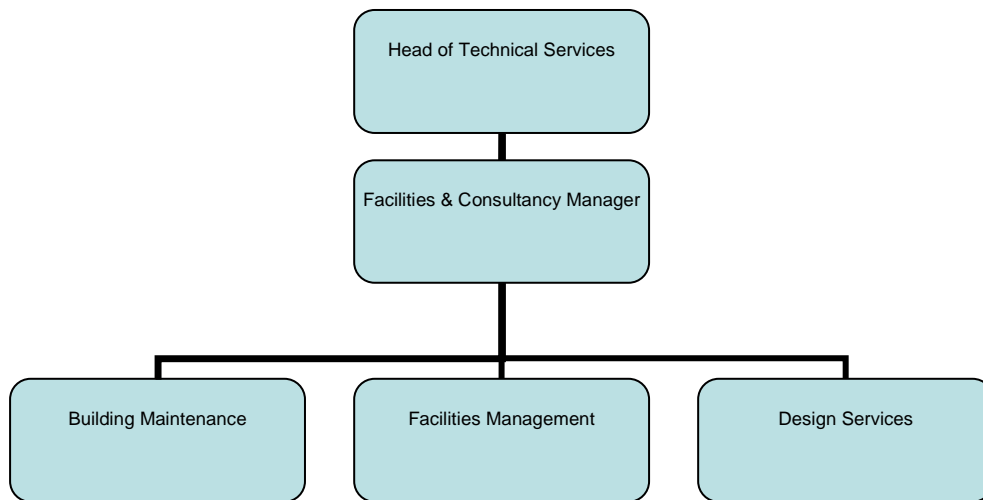 Head of Technical Services
Facilities & Consultancy Manager
Building Maintenance
Facilities Management
Design Services